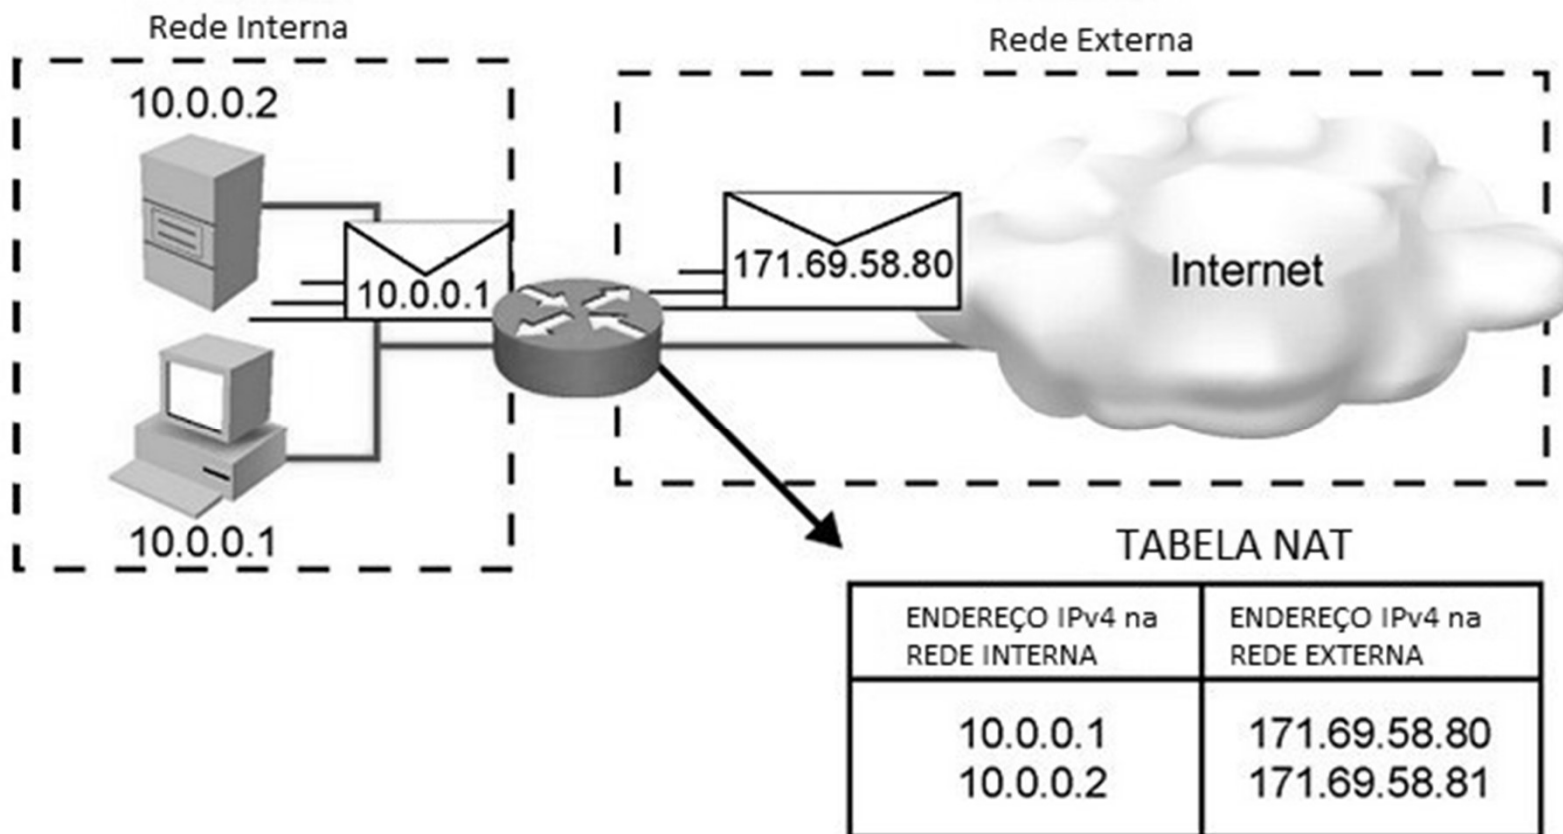 Rede Interna
Rede Externa
10.0.0.2
10.0.0.1
171.69.58.80
Internet
10.0.0.1
TABELA NAT
ENDEREÇO IPv4 na
REDE INTERNA
ENDEREÇO IPv4 na
REDE EXTERNA
10.0.0.1
171.69.58.80
10.0.0.2
171.69.58.81